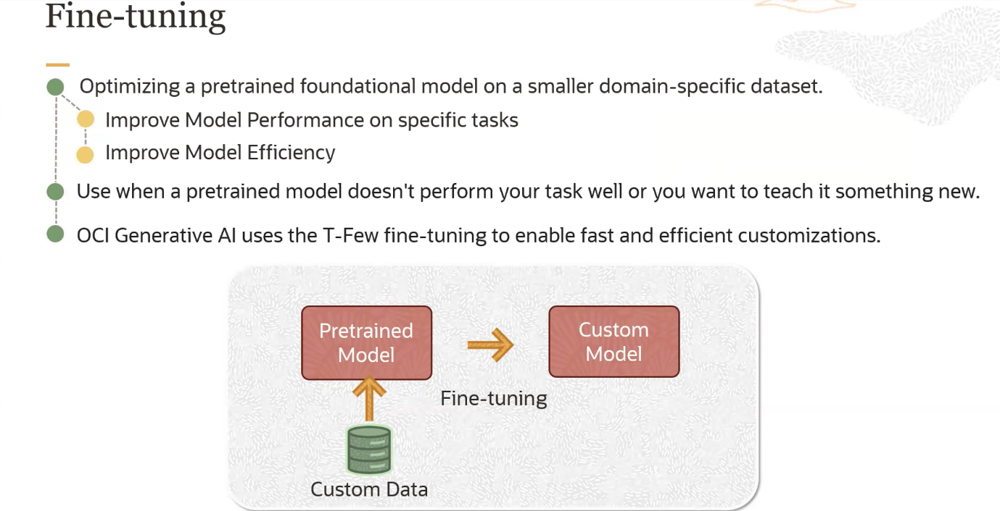 Fine-tuning
Optimizing a pretrained foundational model on a smaller domain-specific dataset.
Improve Model Performance on specific tasks
Improve Model Efficiency
Use when a pretrained model doesn't perform your task well or you want to teach it something new.
OCI Generative AI uses the T-Few fine-tuning to enable fast and efficient customizations.
Pretrained
Model
Custom
Model
Fine-tuning
Custom Data